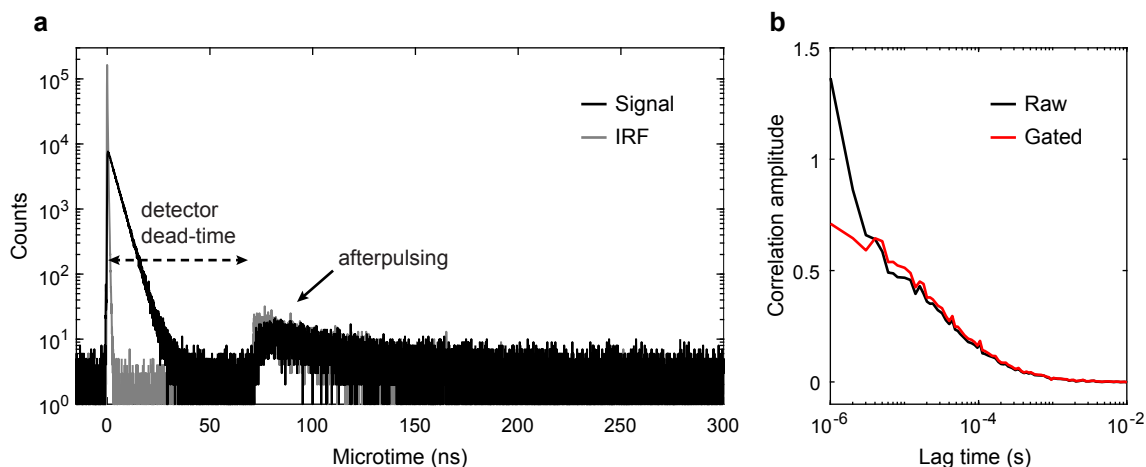 a
10^5
10^4
10^3
10^2
10^1
10^0
Counts
0
50
100
150
200
250
300
Microtime (ns)
Signal
IRF
detector
dead-time
afterpulsing
b
1.5
1
0.5
0
Correlation amplitude
10^-6
10^-4
10^-2
Lag time (s)
Raw
Gated